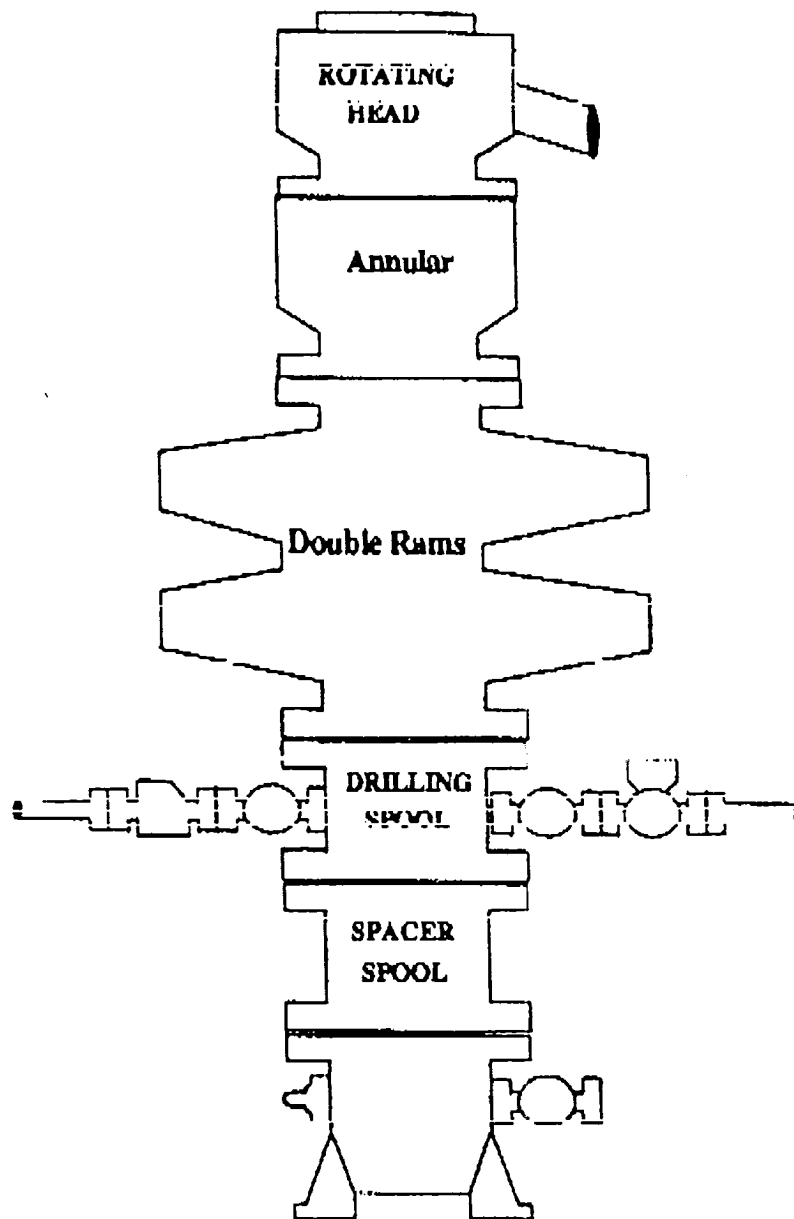 ROTATING
HEAD
Annular
Double Rams
DRILLING
SPOOL
SPACER
SPOOL